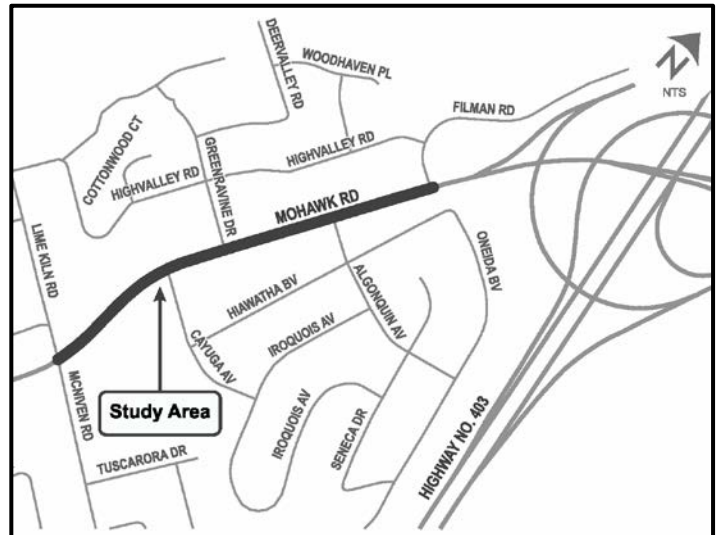 DEERVALLEY RD
WOODHAVEN PL
N
NTS
FILMAN RD
COTTONWOOD CT
GREENRAVINE DR
HIGHVALLEY RD
HIGHVALLEY RD
MOHAWK RD
LIME KILN RD
ONEIDA BV
HIAWATHA BV
ALGONQUIN AV
CAYUGA AV
IROQUOIS AV
MCNIVEN RD
Study Area
IROQUOIS AV
SENECA DR
HIGHWAY NO. 403
TUSCARORA DR